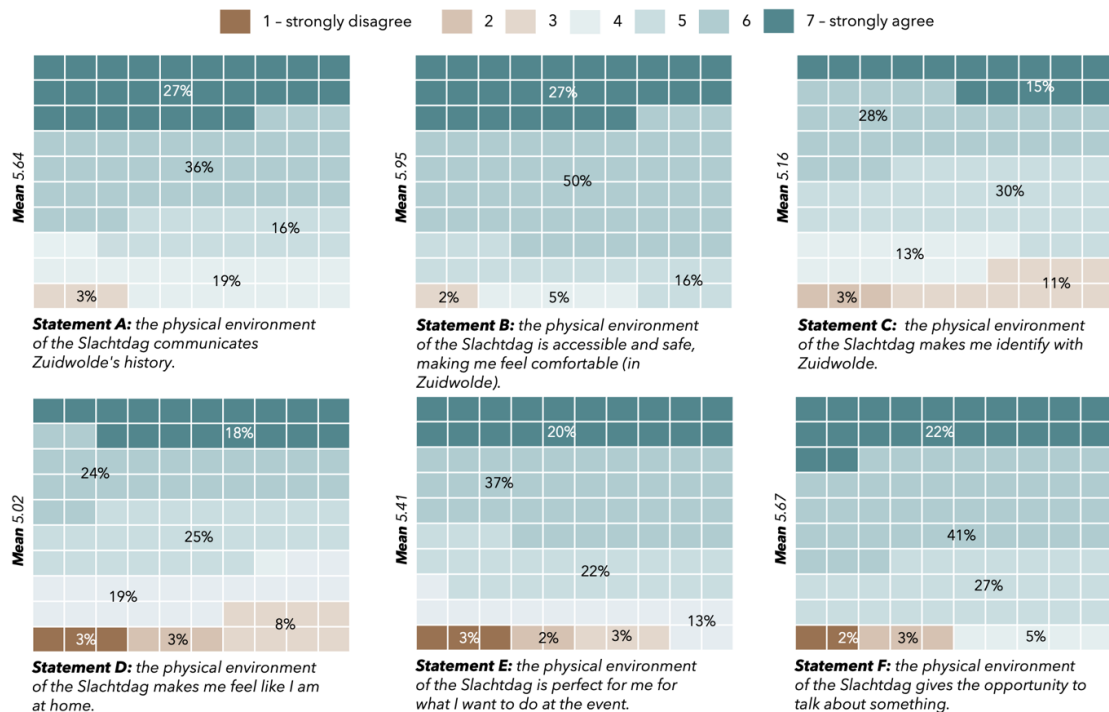 1 – strongly disagree 2 3 4 5 6 7 – strongly agree
Mean 5.64
27%
36%
16%
19%
3%
Statement A: the physical environment
of the Slachtdag communicates
Zuidwolde's history.
Mean 5.95
27%
50%
16%
2%
5%
Statement B: the physical environment
of the Slachtdag is accessible and safe,
making me feel comfortable (in
Zuidwolde).
Mean 5.16
15%
28%
30%
13%
11%
3%
Statement C: the physical environment
of the Slachtdag makes me identify with
Zuidwolde.
Mean 5.02
18%
24%
25%
19%
8%
3%
3%
Statement D: the physical environment
of the Slachtdag makes me feel like I am
at home.
Mean 5.41
20%
37%
22%
13%
3%
2%
3%
Statement E: the physical environment
of the Slachtdag is perfect for me for
what I want to do at the event.
Mean 5.67
22%
41%
27%
2%
3%
5%
Statement F: the physical environment
of the Slachtdag gives the opportunity to
talk about something.